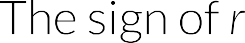 The sign of r